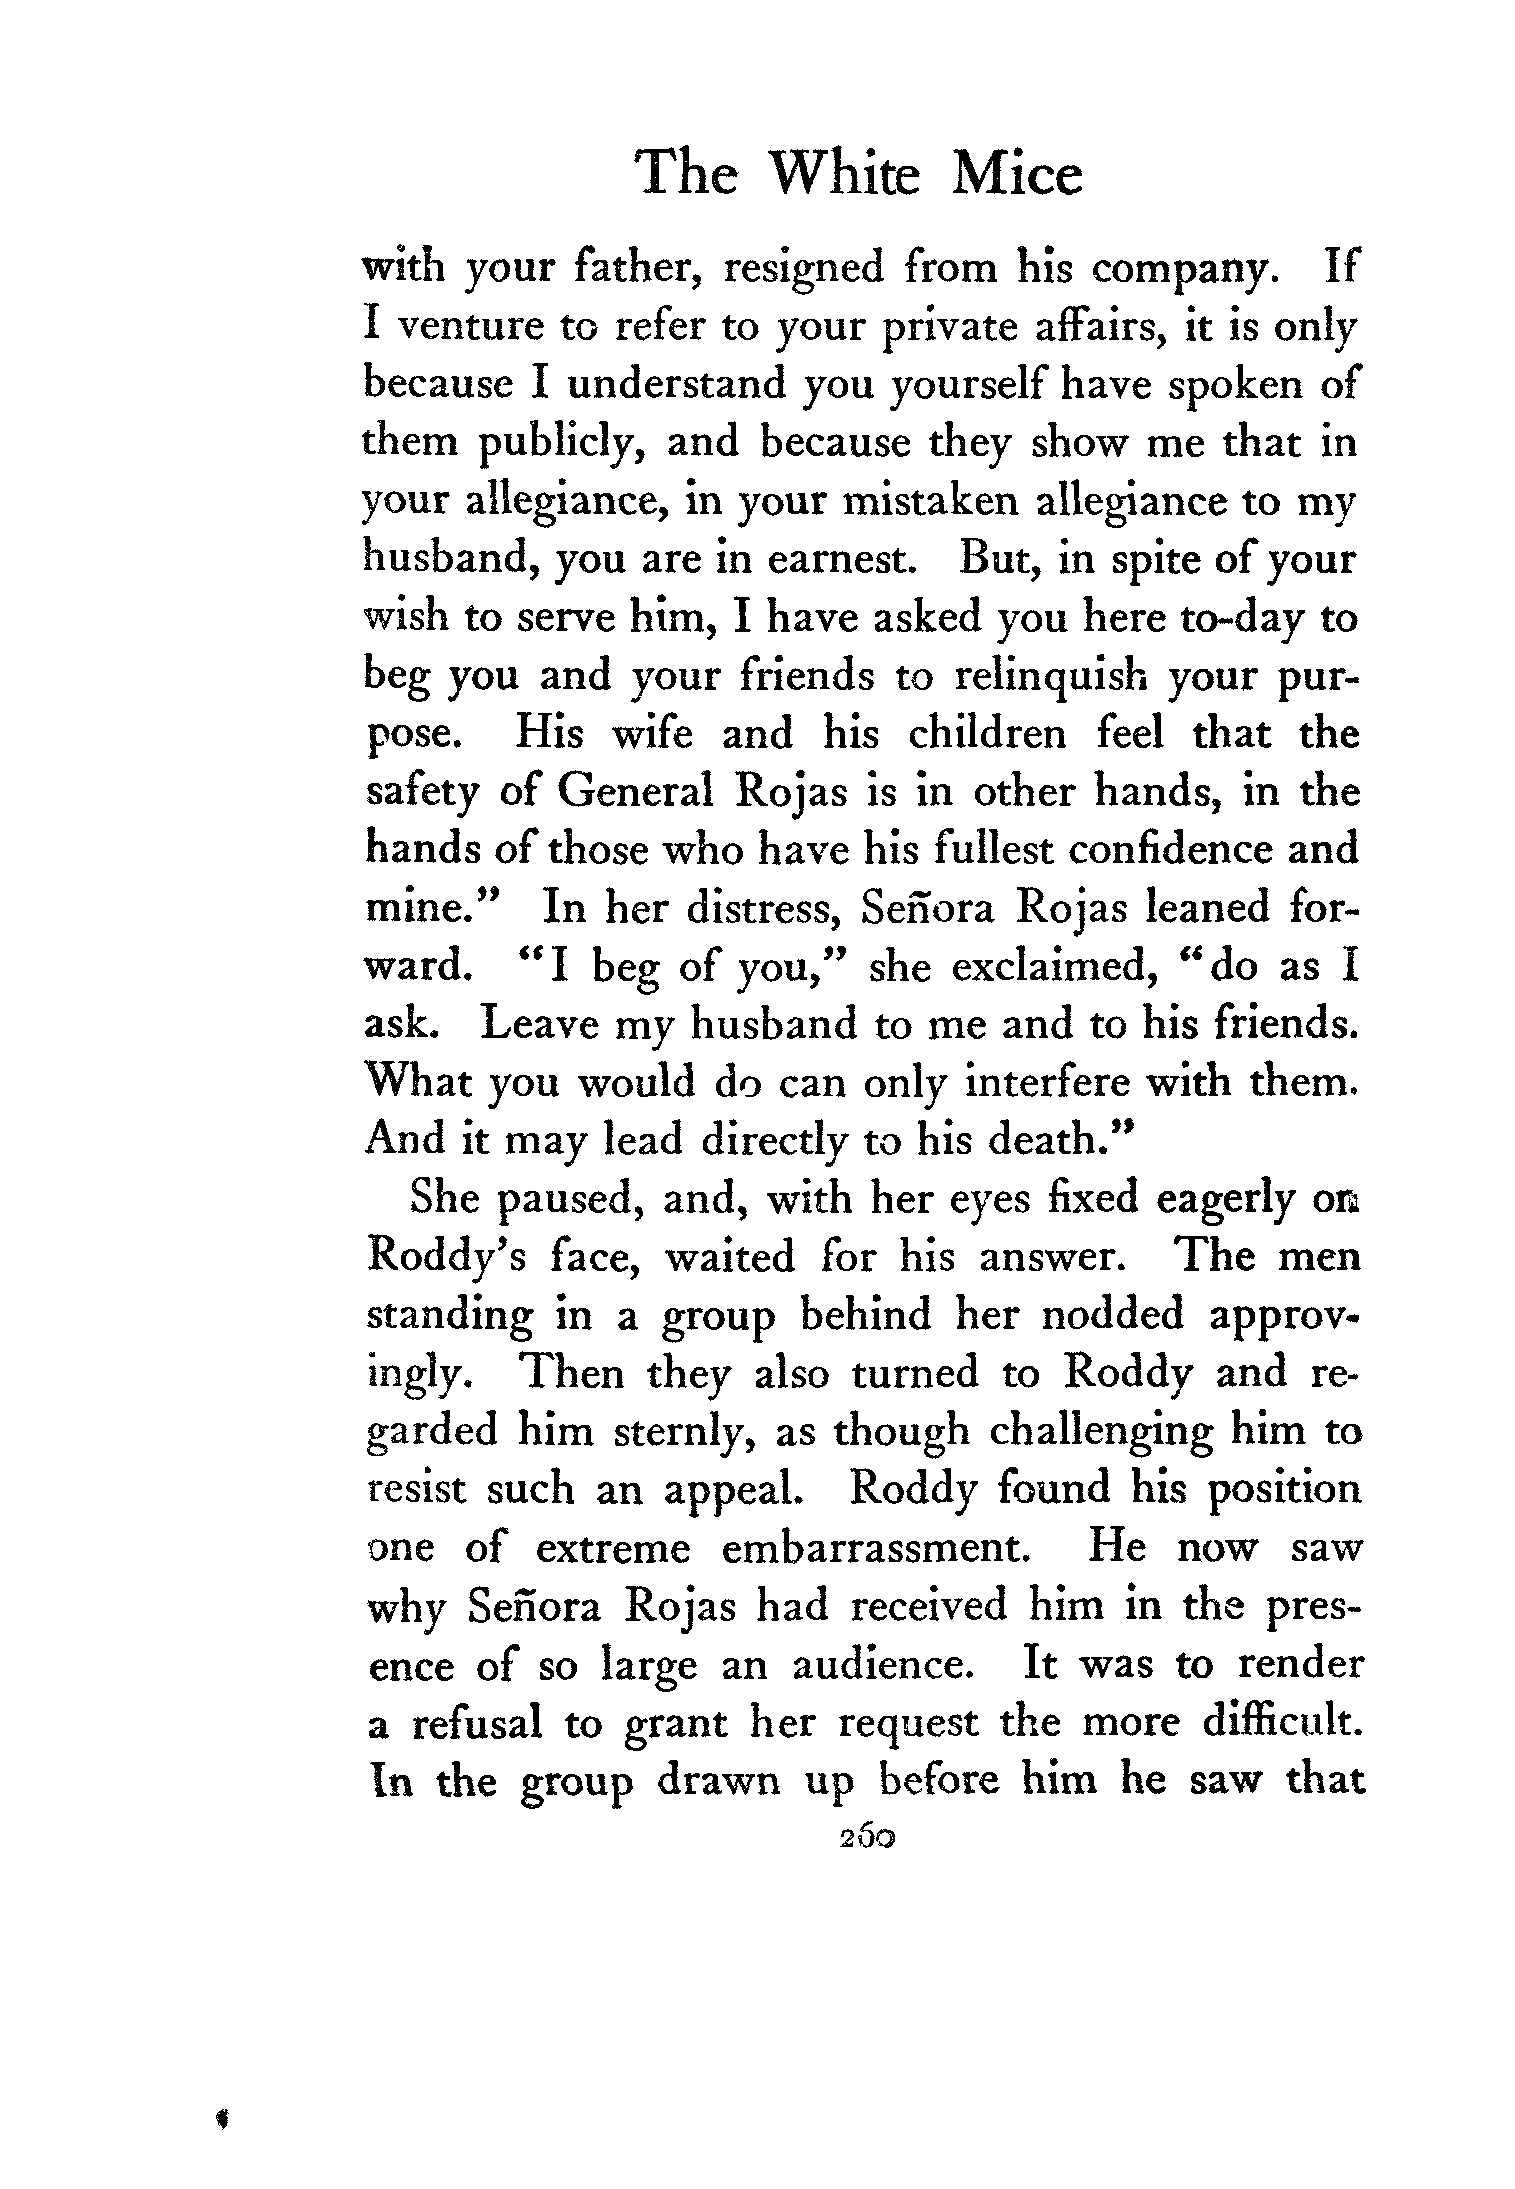 The White Mice
with your father, resigned from his company. If
I venture to refer to your private affairs, it is only
because I understand you yourself have spoken of
them publicly, and because they show me that in
your allegiance, in your mistaken allegiance to my
husband, you are in earnest. But, in spite of your
wish to serve him, I have asked you here to-day to
beg you and your friends to relinquish your pur-
pose. His wife and his children feel that the
safety of General Rojas is in other hands, in the
hands of those who have his fullest confidence and
mine.” In her distress, Señora Rojas leaned for-
ward. “I beg of you,” she exclaimed, “do as I
ask. Leave my husband to me and to his friends.
What you would do can only interfere with them.
And it may lead directly to his death.”
She paused, and, with her eyes fixed eagerly on
Roddy’s face, waited for his answer. The men
standing in a group behind her nodded approv-
ingly. Then they also turned to Roddy and re-
garded him sternly, as though challenging him to
resist such an appeal. Roddy found his position
one of extreme embarrassment. He now saw
why Señora Rojas had received him in the pres-
ence of so large an audience. It was to render
a refusal to grant her request the more difficult.
In the group drawn up before him he saw that
260